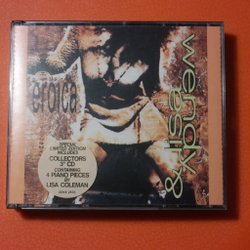 eroica
wendy
& lisa
SPECIAL
LIMITED EDITION
INCLUDES
COLLECTORS
3" CD
CONTAINING
4 PIANO PIECES
BY
LISA COLEMAN